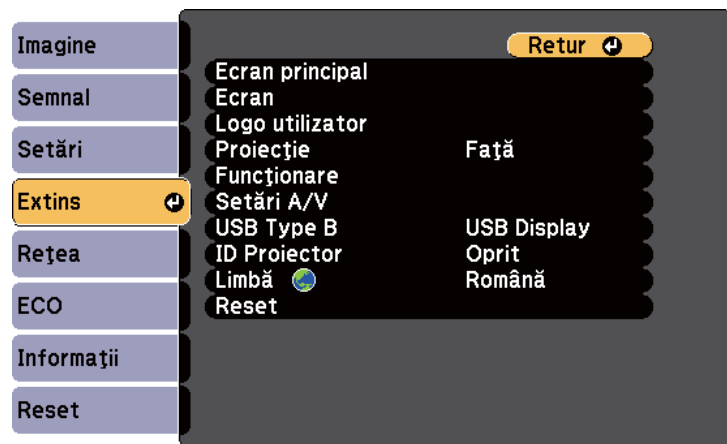 Imagine
Semnal
Setări
Extins
Reţea
ECO
Informaţii
Reset
Retur
Ecran principal
Ecran
Logo utilizator
Proiecţie Faţă
Funcţionare
Setări A/V
USB Type B USB Display
ID Proiector Oprit
Limbă Română
Reset